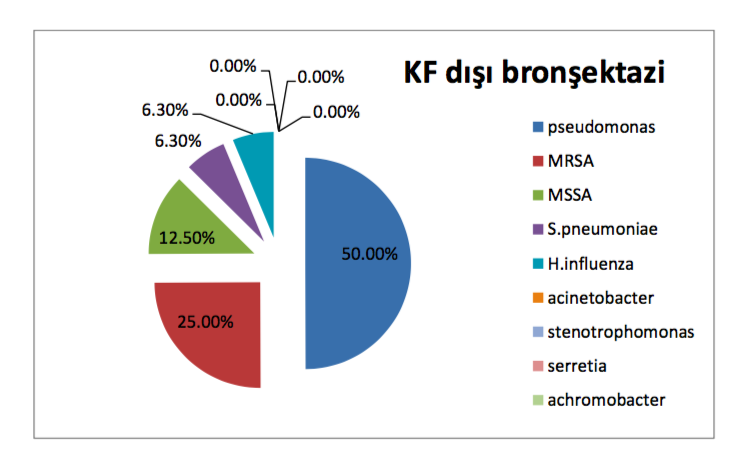 KF dışı bronşektazi
0.00%
0.00%
0.00%
0.00%
6.30%
6.30%
12.50%
25.00%
50.00%
pseudomonas
MRSA
MSSA
S.pneumoniae
H.influenza
acinetobacter
stenotrophomonas
serretia
achromobacter